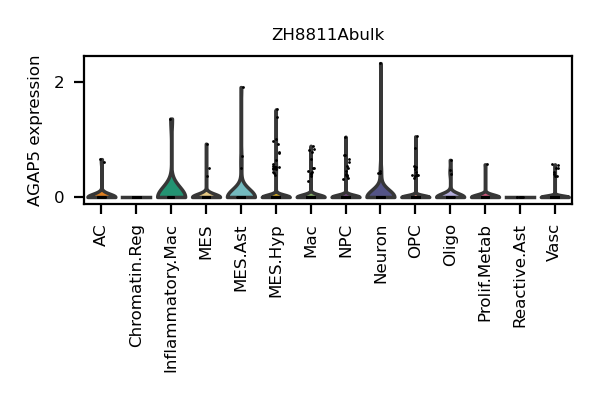 ZH8811Abulk
AGAP5 expression
2
0
AC
Chromatin.Reg
Inflammatory.Mac
MES
MES.Ast
MES.Hyp
Mac
NPC
Neuron
OPC
Oligo
Prolif.Metab
Reactive.Ast
Vasc